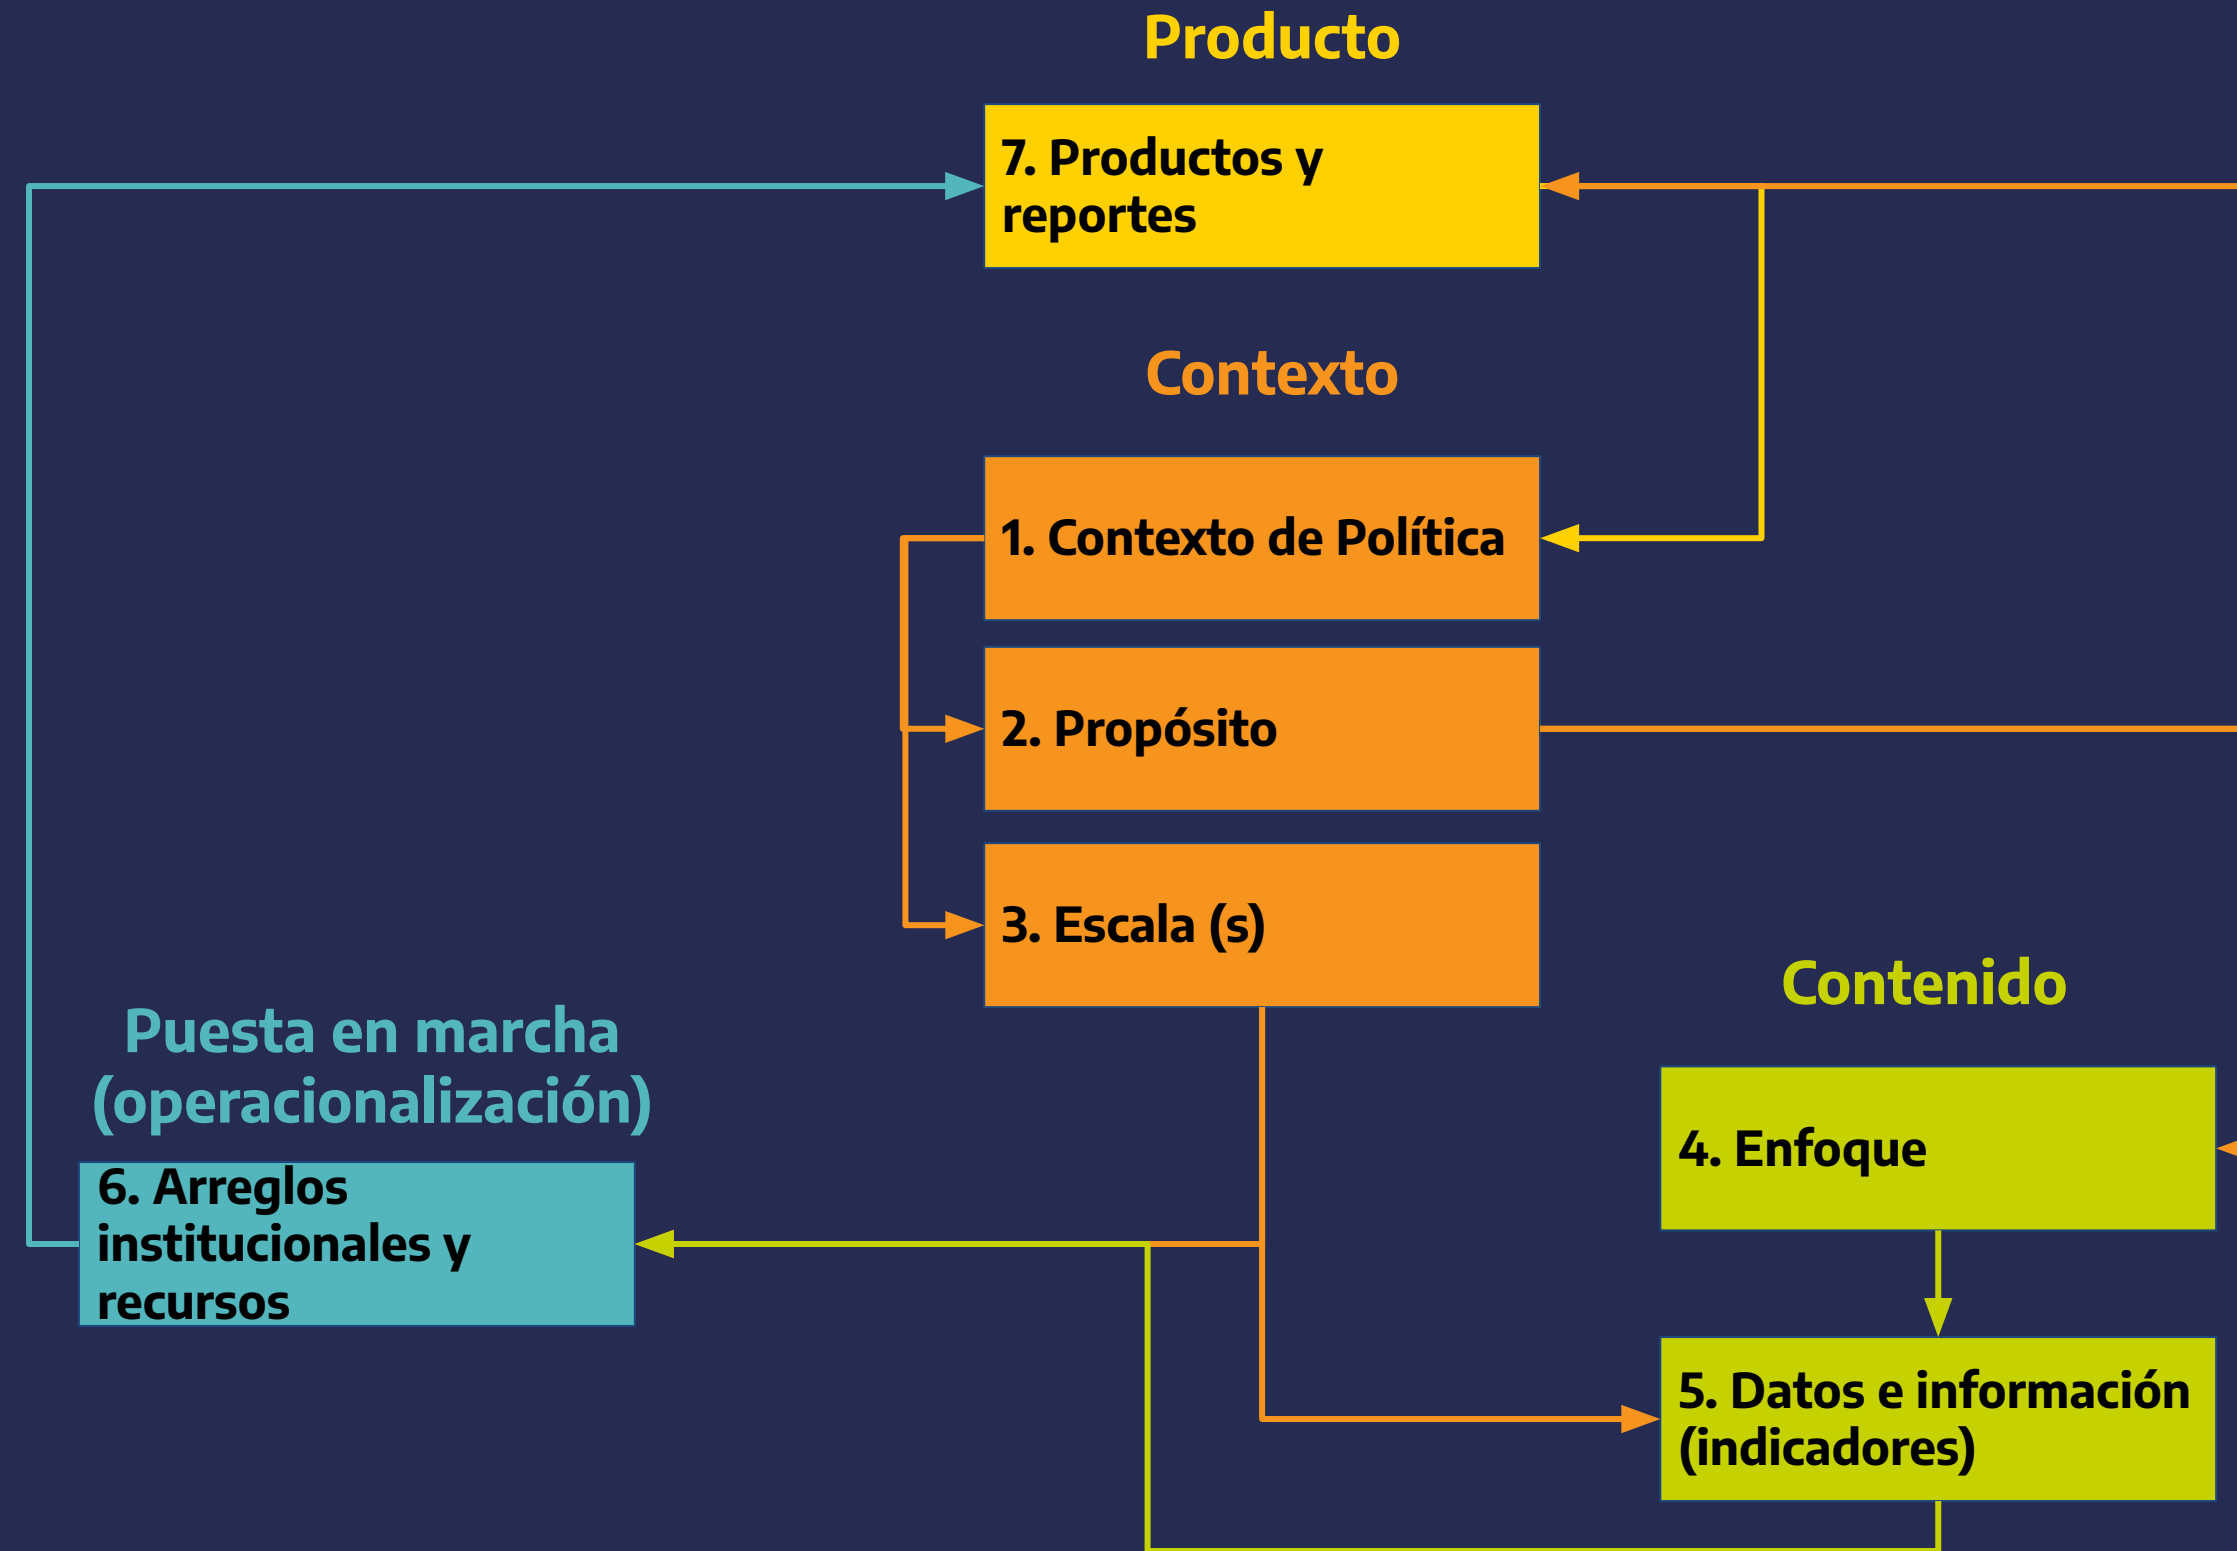 Producto
7. Productos y
reportes
Contexto
1. Contexto de Política
2. Propósito
3. Escala (s)
Contenido
Puesta en marcha
(operacionalización)
4. Enfoque
6. Arreglos
institucionales y
recursos
5. Datos e información
(indicadores)